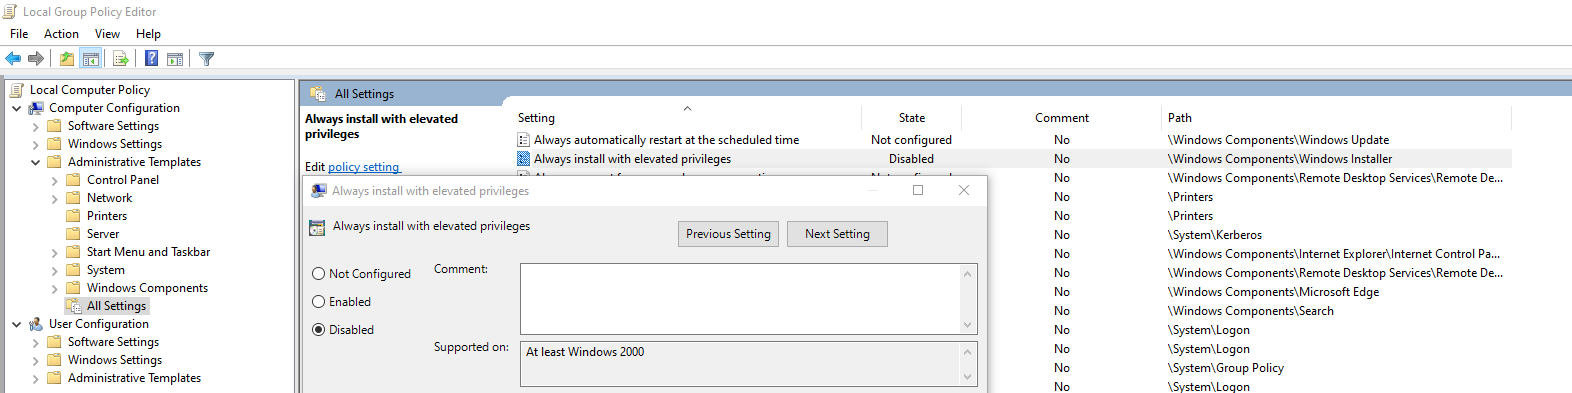 Local Group Policy Editor
File Action View Help
Local Computer Policy
Computer Configuration
Software Settings
Windows Settings
Administrative Templates
Control Panel
Network
Printers
Server
Start Menu and Taskbar
System
Windows Components
All Settings
User Configuration
Software Settings
Windows Settings
Administrative Templates
All Settings
Always install with elevated
privileges
Edit policy setting
Setting State Comment Path
Always automatically restart at the scheduled time Not configured No \Windows Components\Windows Update
Always install with elevated privileges Disabled No \Windows Components\Windows Installer
No \Windows Components\Remote Desktop Services\Remote De...
No \Printers
No \Printers
No \System\Kerberos
No \Windows Components\Internet Explorer\Internet Control Pa...
No \Windows Components\Remote Desktop Services\Remote De...
No \Windows Components\Microsoft Edge
No \Windows Components\Search
No \System\Logon
No \System\Logon
No \System\Group Policy
No \System\Logon
Always install with elevated privileges
Always install with elevated privileges
Previous Setting Next Setting
Not Configured
Enabled
Disabled
Comment:
Supported on:
At least Windows 2000